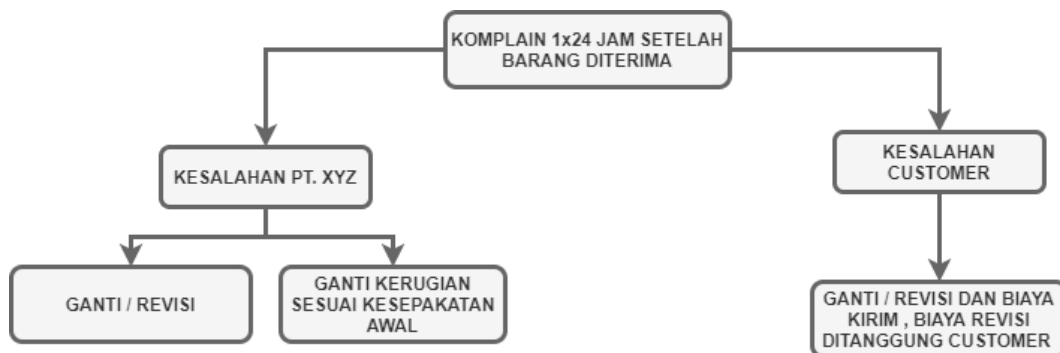 KOMPLAIN 1x24 JAM SETELAH
BARANG DITERIMA
KESALAHAN PT. XYZ
KESALAHAN
CUSTOMER
GANTI / REVISI
GANTI KERUGIAN
SESUAI KESEPAKATAN
AWAL
GANTI / REVISI DAN BIAYA
KIRIM , BIAYA REVISI
DITANGGUNG CUSTOMER